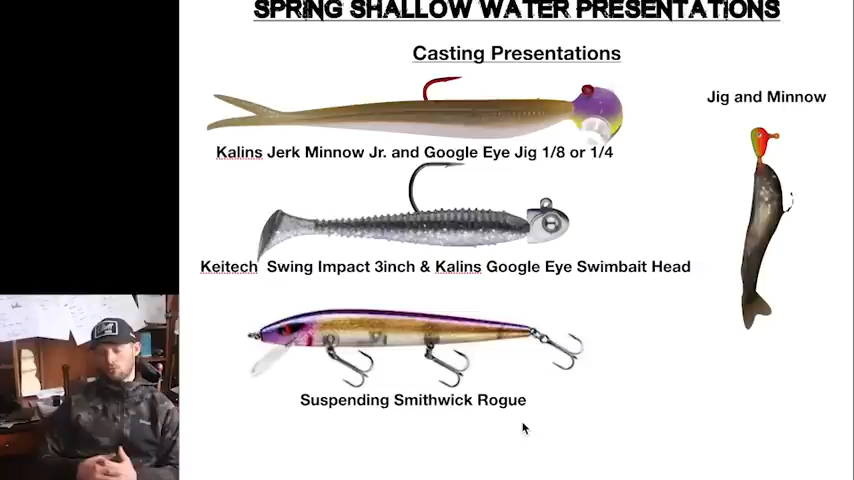 SPRING SHALLOW WATER PRESENTATIONS
Casting Presentations
Jig and Minnow
Kalins Jerk Minnow Jr. and Google Eye Jig 1/8 or 1/4
Keitech Swing Impact 3inch & Kalins Google Eye Swimbait Head
Suspending Smithwick Rogue